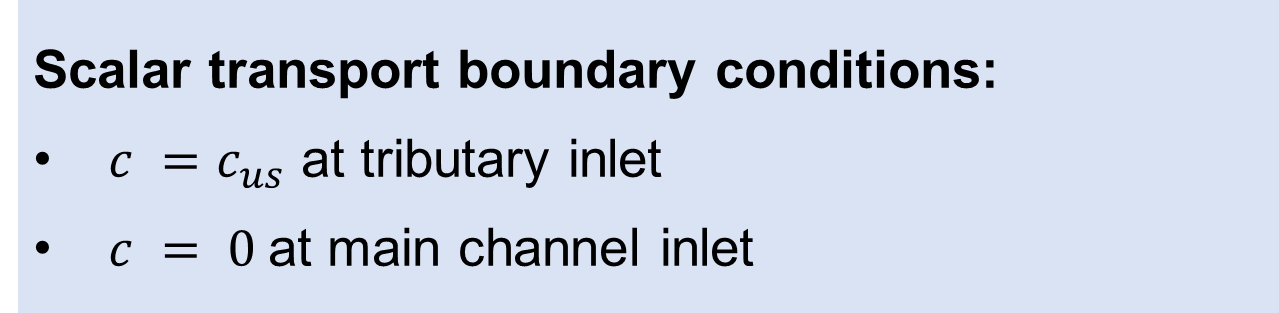 Scalar transport boundary conditions:
• c = c_us at tributary inlet
• c = 0 at main channel inlet